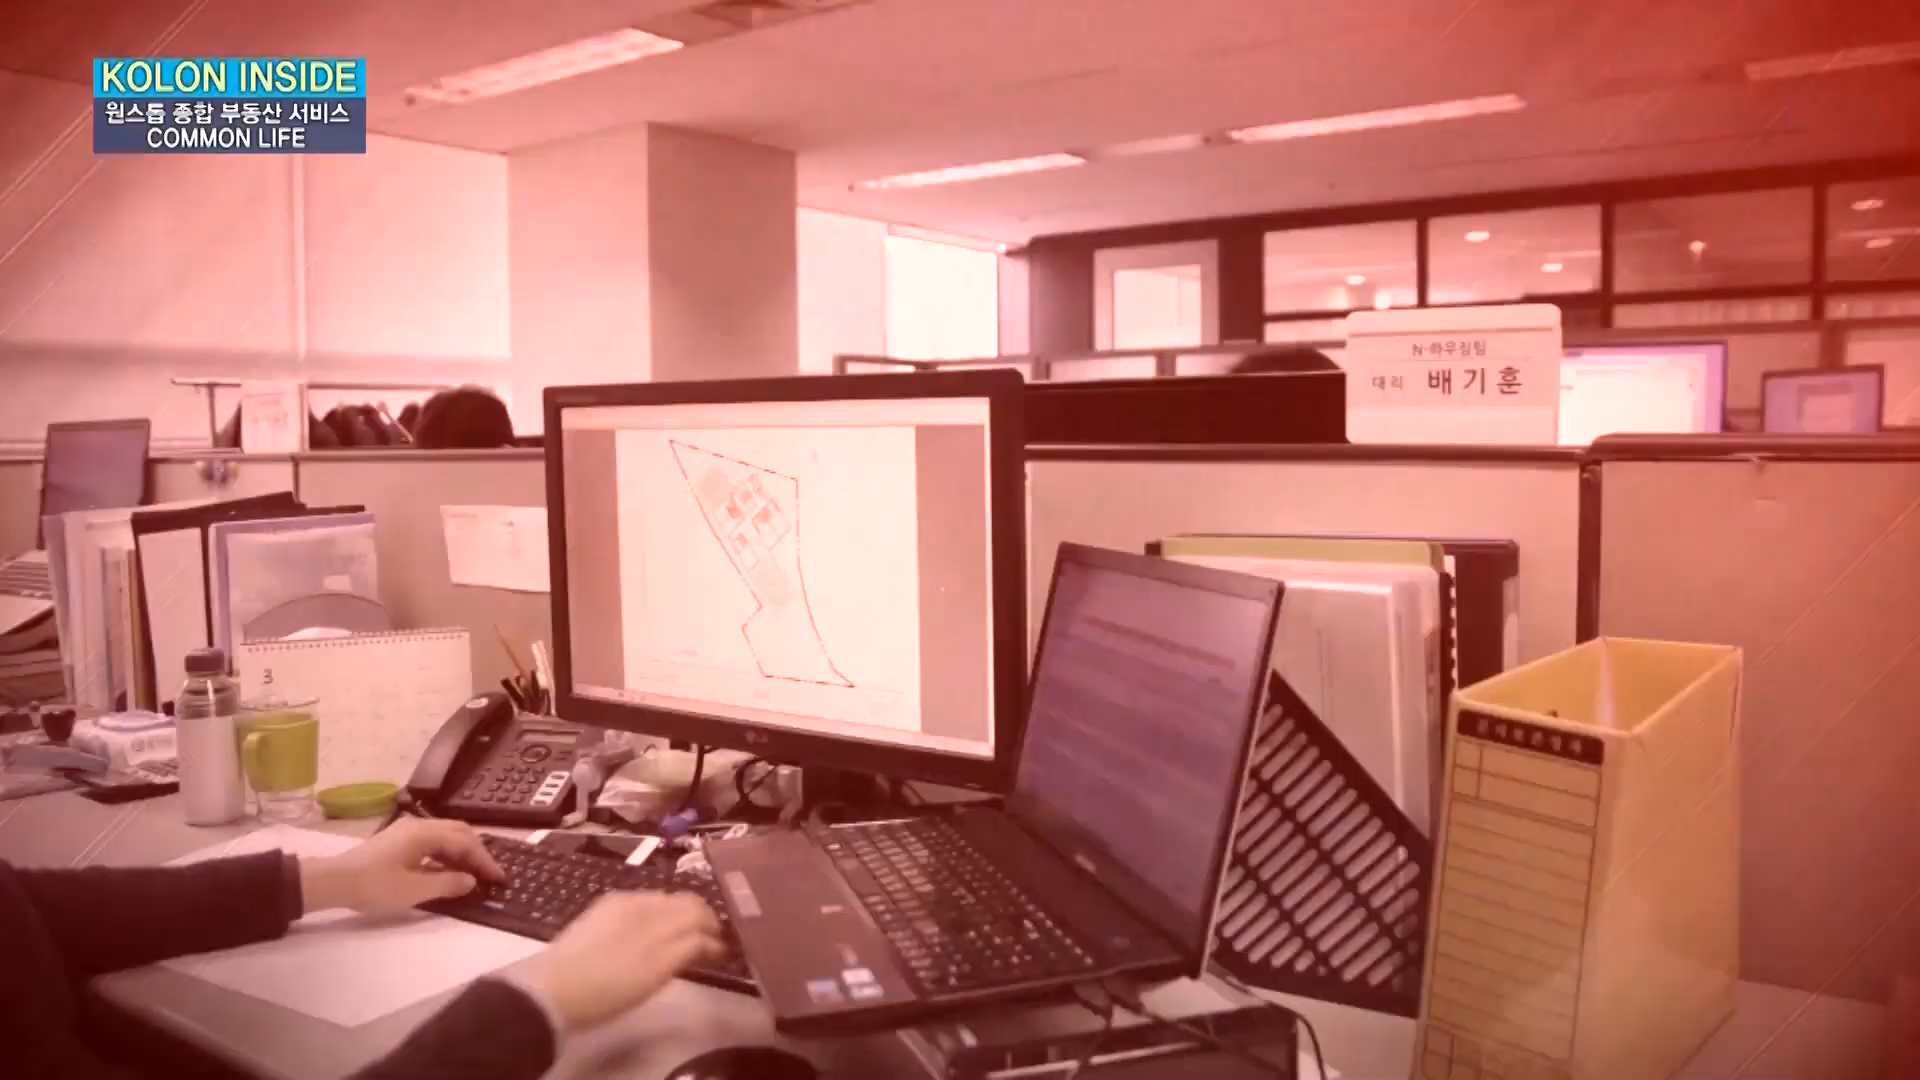 KOLON INSIDE
원스톱 종합 부동산 서비스
COMMON LIFE
N-하우징팀
대리 배기훈
3
LG